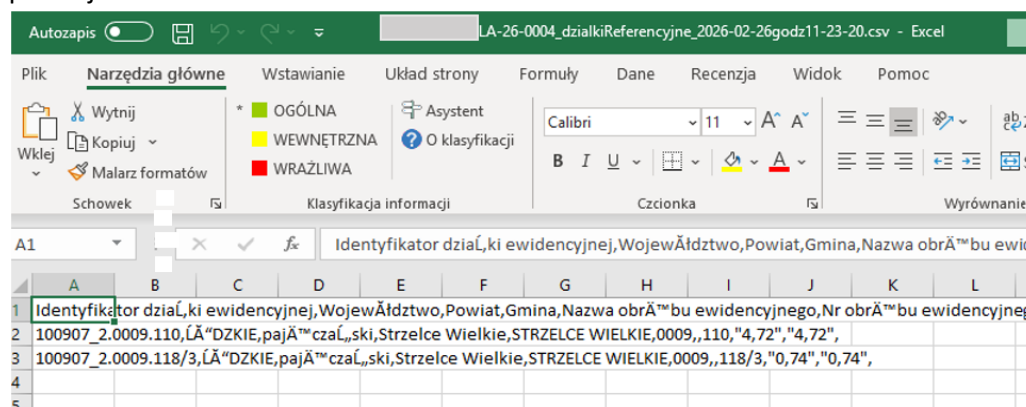 Autozapis
LA-26-0004_dzialkiReferencyjne_2026-02-26godz11-23-20.csv - Excel
Plik Narzędzia główne Wstawianie Układ strony Formuły Dane Recenzja Widok Pomoc
Wklej
Wytnij
Kopiuj
Malarz formatów
Schowek
* OGÓLNA
WEWNĘTRZNA
WRAŻLIWA
Asystent
O klasyfikacji
Klasyfikacja informacji
Calibri 11 A A
B I U A
Czcionka
ab
Wyrównanie
A1 fx Identyfikator dziaĹ‚ki ewidencyjnej,WojewĂłdztwo,Powiat,Gmina,Nazwa obrÄ™bu ewi
A B C D E F G H I J K L
1 Identyfikator dziaĹ‚ki ewidencyjnej,WojewĂłdztwo,Powiat,Gmina,Nazwa obrÄ™bu ewidencyjnego,Nr obrÄ™bu ewidencyjneg
2 100907_2.0009.110,ĹĂ“DZKIE,pajÄ™czaĹ„ski,Strzelce Wielkie,STRZELCE WIELKIE,0009,,110,"4,72","4,72",
3 100907_2.0009.118/3,ĹĂ“DZKIE,pajÄ™czaĹ„ski,Strzelce Wielkie,STRZELCE WIELKIE,0009,,118/3,"0,74","0,74",
4
5